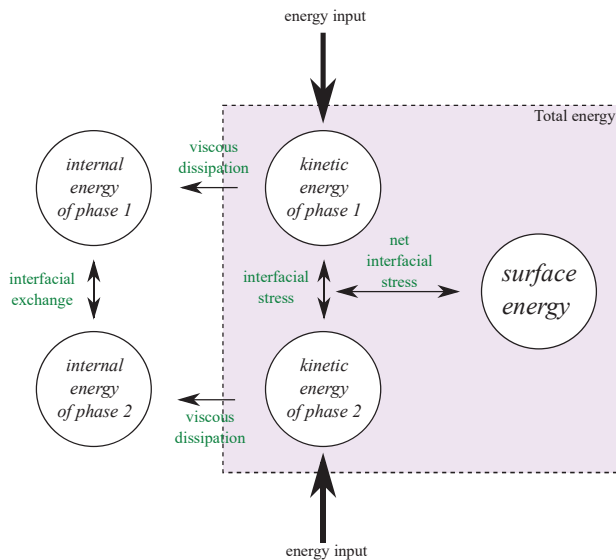 energy input
Total energy
internal
energy
of phase 1
viscous
dissipation
kinetic
energy
of phase 1
interfacial
exchange
interfacial
stress
net
interfacial
stress
surface
energy
internal
energy
of phase 2
viscous
dissipation
kinetic
energy
of phase 2
energy input